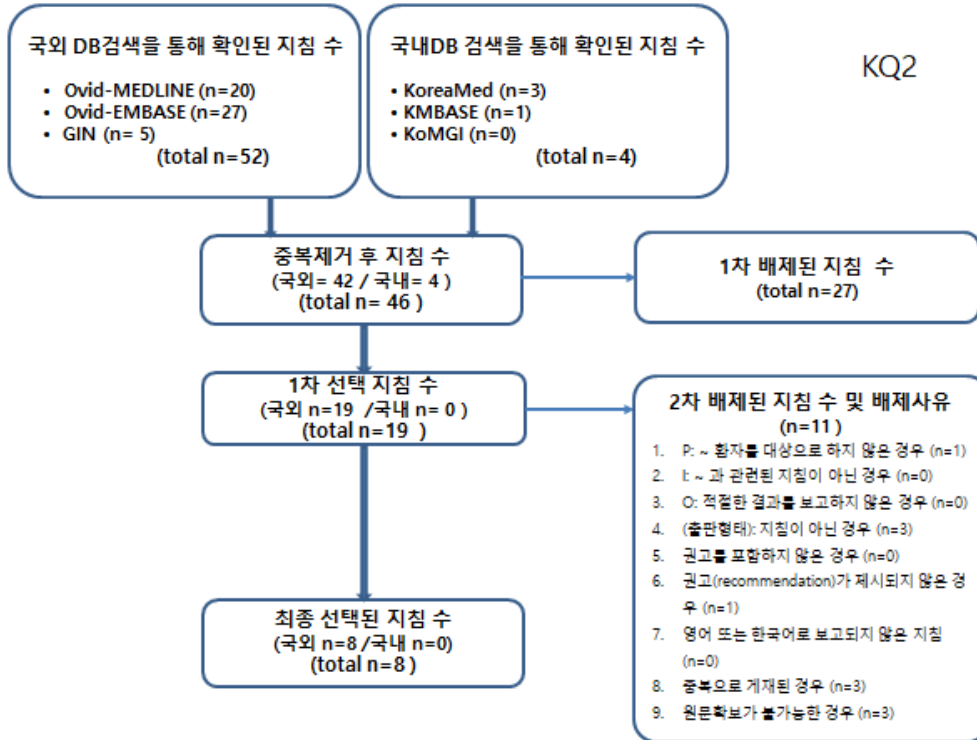 국외 DB검색을 통해 확인된 지침 수
• Ovid-MEDLINE (n=20)
• Ovid-EMBASE (n=27)
• GIN (n= 5)
(total n=52)
국내DB 검색을 통해 확인된 지침 수
• KoreaMed (n=3)
• KMBASE (n=1)
• KoMGI (n=0)
(total n=4)
KQ2
중복제거 후 지침 수
(국외= 42 / 국내= 4 )
(total n= 46 )
1차 배제된 지침 수
(total n=27)
1차 선택 지침 수
(국외 n=19 /국내 n= 0 )
(total n=19 )
2차 배제된 지침 수 및 배제사유
(n=11 )
1. P: ~ 환자를 대상으로 하지 않은 경우 (n=1)
2. I: ~ 과 관련된 지침이 아닌 경우 (n=0)
3. O: 적절한 결과를 보고하지 않은 경우 (n=0)
4. (출판형태): 지침이 아닌 경우 (n=3)
5. 권고를 포함하지 않은 경우 (n=0)
6. 권고(recommendation)가 제시되지 않은 경
우 (n=1)
7. 영어 또는 한국어로 보고되지 않은 지침
(n=0)
8. 중복으로 게재된 경우 (n=3)
9. 원문확보가 불가능한 경우 (n=3)
최종 선택된 지침 수
(국외 n=8 /국내 n=0)
(total n=8 )